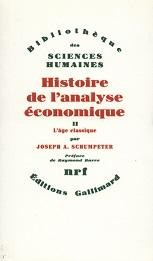 Bibliothèque
des
SCIENCES
HUMAINES
Histoire
de l'analyse
économique
II
L'âge classique
par
JOSEPH A. SCHUMPETER
Préface
de Raymond Barre
nrf
Éditions Gallimard